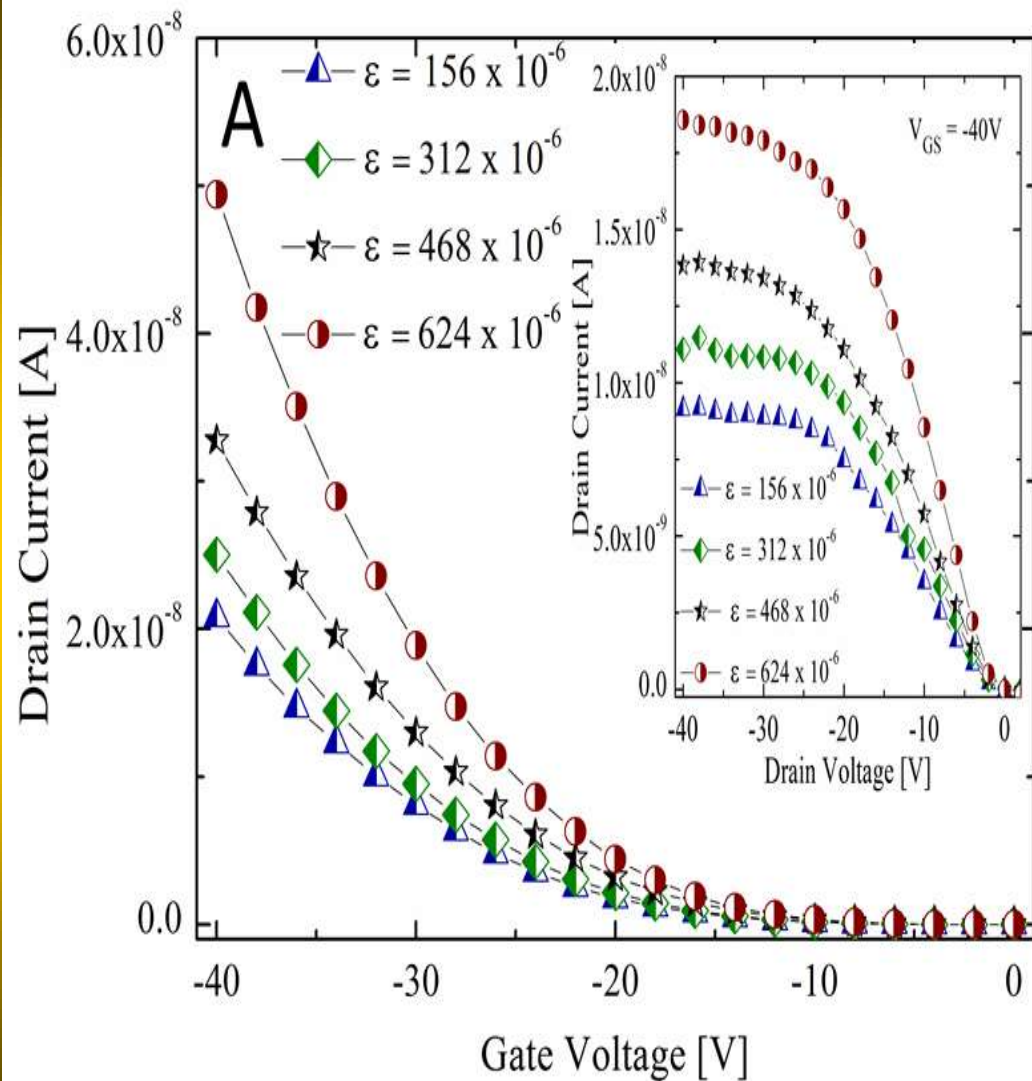 A
ε = 156 x 10⁻⁶
ε = 312 x 10⁻⁶
ε = 468 x 10⁻⁶
ε = 624 x 10⁻⁶
6.0x10⁻⁸
4.0x10⁻⁸
2.0x10⁻⁸
0.0
Drain Current [A]
-40 -30 -20 -10 0
Gate Voltage [V]
V_GS = -40V
2.0x10⁻⁸
1.5x10⁻⁸
1.0x10⁻⁸
5.0x10⁻⁹
0.0
Drain Current [A]
ε = 156 x 10⁻⁶
ε = 312 x 10⁻⁶
ε = 468 x 10⁻⁶
ε = 624 x 10⁻⁶
-40 -30 -20 -10 0
Drain Voltage [V]